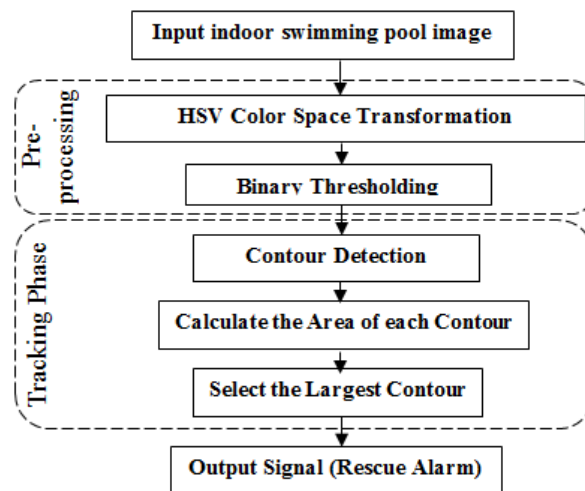 Input indoor swimming pool image
Pre-
processing
HSV Color Space Transformation
Binary Thresholding
Tracking Phase
Contour Detection
Calculate the Area of each Contour
Select the Largest Contour
Output Signal (Rescue Alarm)